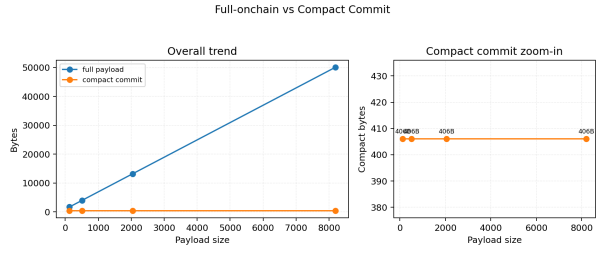 Full-onchain vs Compact Commit
Overall trend
full payload
compact commit
50000
40000
30000
20000
10000
0
Bytes
0 1000 2000 3000 4000 5000 6000 7000 8000
Payload size
Compact commit zoom-in
430
420
410
400
390
380
Compact bytes
406B 406B 406B 406B
0 2000 4000 6000 8000
Payload size